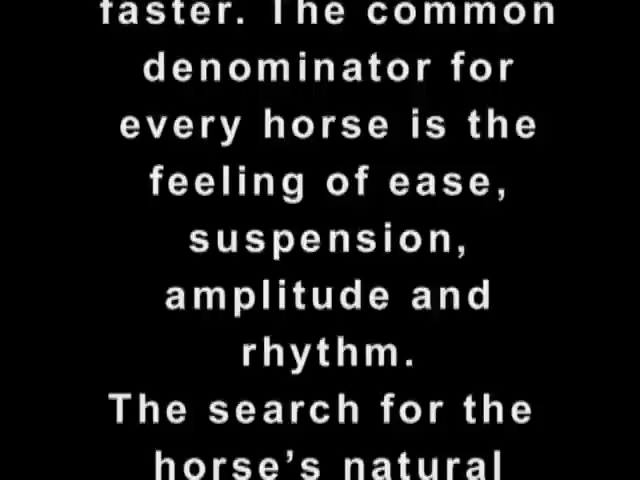 faster. The common
denominator for
every horse is the
feeling of ease,
suspension,
amplitude and
rhythm.
The search for the
horse’s natural